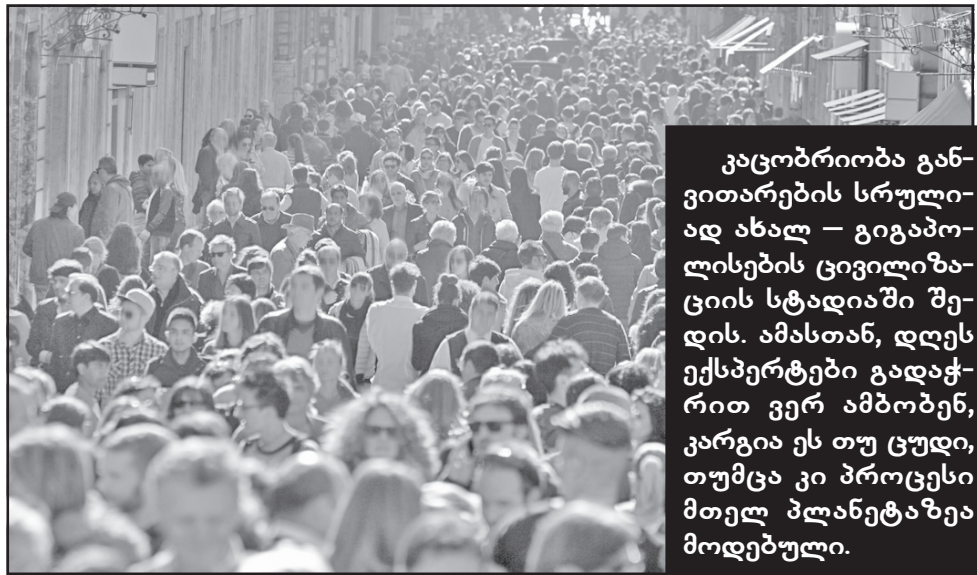 კაცობრიობა გან-
ვითარების სრული-
ად ახალ — გიგაპო-
ლისების ცივილიზა-
ციის სტადიაში შე-
დის. ამასთან, დღეს
ექსპერტები გადაჭ-
რით ვერ ამბობენ,
კარგია ეს თუ ცუდი,
თუმცა კი პროცესი
მთელ პლანეტაზეა
მოდებული.